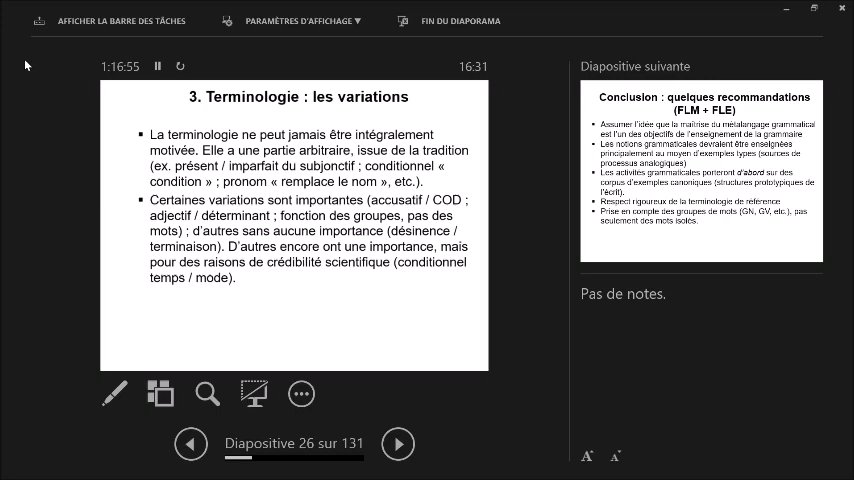 AFFICHER LA BARRE DES TÂCHES
PARAMÈTRES D'AFFICHAGE ▼
FIN DU DIAPORAMA
1:16:55
16:31
3. Terminologie : les variations
▪ La terminologie ne peut jamais être intégralement
motivée. Elle a une partie arbitraire, issue de la tradition
(ex. présent / imparfait du subjonctif ; conditionnel «
condition » ; pronom « remplace le nom », etc.).
▪ Certaines variations sont importantes (accusatif / COD ;
adjectif / déterminant ; fonction des groupes, pas des
mots) ; d'autres sans aucune importance (désinence /
terminaison). D'autres encore ont une importance, mais
pour des raisons de crédibilité scientifique (conditionnel
temps / mode).
Diapositive 26 sur 131
Diapositive suivante
Conclusion : quelques recommandations
(FLM + FLE)
▪ Assumer l'idée que la maîtrise du métalangage grammatical
est l'un des objectifs de l'enseignement de la grammaire
▪ Les notions grammaticales devraient être enseignées
principalement au moyen d'exemples types (sources de
processus analogiques)
▪ Les activités grammaticales porteront d'abord sur des
corpus d'exemples canoniques (structures prototypiques de
l'écrit).
▪ Respect rigoureux de la terminologie de référence
▪ Prise en compte des groupes de mots (GN, GV, etc.), pas
seulement des mots isolés.
Pas de notes.
A A